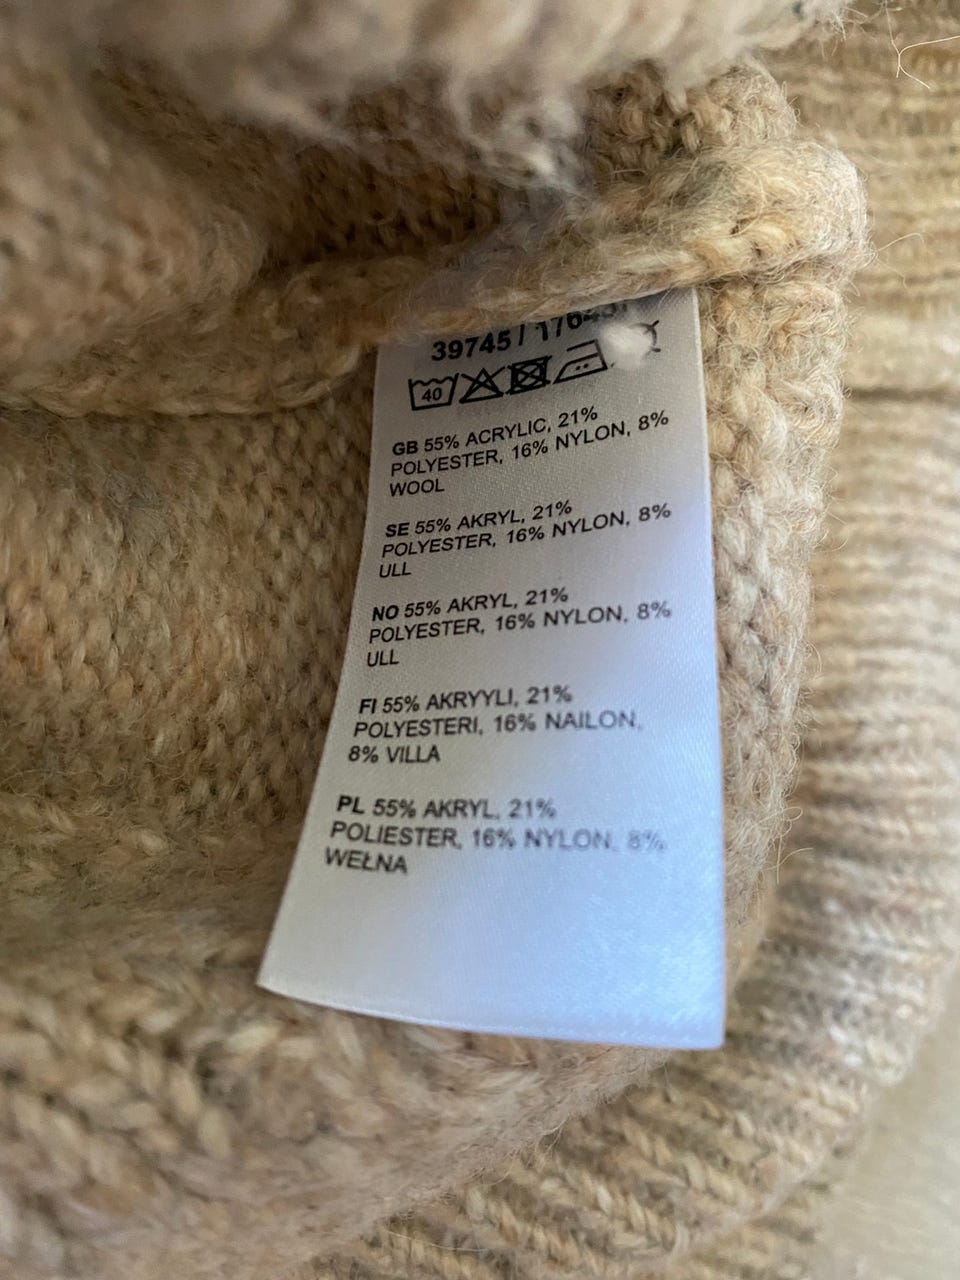 39745 /
40
GB 55% ACRYLIC, 21%
POLYESTER, 16% NYLON, 8%
WOOL
SE 55% AKRYL, 21%
POLYESTER, 16% NYLON, 8%
ULL
NO 55% AKRYL, 21%
POLYESTER, 16% NYLON, 8%
ULL
FI 55% AKRYYLI, 21%
POLYESTERI, 16% NAILON,
8% VILLA
PL 55% AKRYL, 21%
POLIESTER, 16% NYLON, 8%
WEŁNA